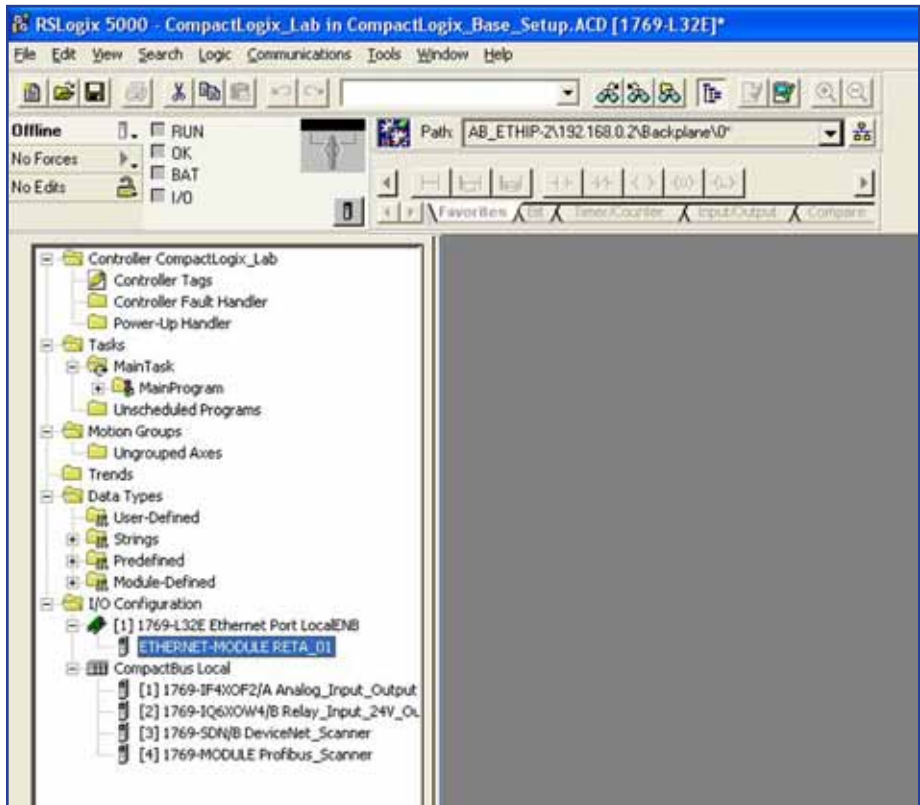 RSLogix 5000 - CompactLogix_Lab in CompactLogix_Base_Setup.ACD [1769-L32E]*
File Edit View Search Logic Communications Tools Window Help
Offline
RUN
Path: AB_ETHIP-2\192.168.0.2\Backplane\0*
No Forces
OK
BAT
No Edits
I/O
Favorites Bit Timer/Counter Input/Output Compare
Controller CompactLogix_Lab
Controller Tags
Controller Fault Handler
Power-Up Handler
Tasks
MainTask
MainProgram
Unscheduled Programs
Motion Groups
Ungrouped Axes
Trends
Data Types
User-Defined
Strings
Predefined
Module-Defined
I/O Configuration
[1] 1769-L32E Ethernet Port LocalENB
ETHERNET-MODULE RETA_01
CompactBus Local
[1] 1769-IF4XOF2/A Analog_Input_Output
[2] 1769-IQ6XOW4/B Relay_Input_24V_Ou
[3] 1769-SDN/B DeviceNet_Scanner
[4] 1769-MODULE Profibus_Scanner